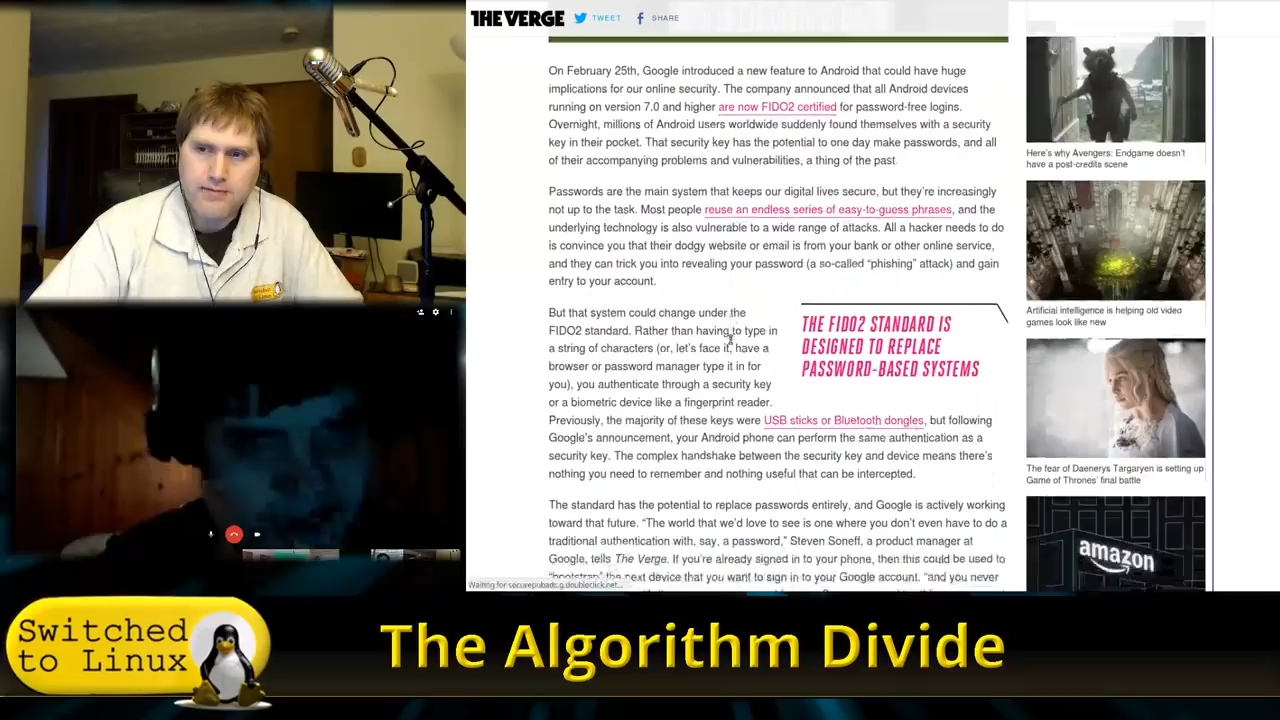 THE VERGE
TWEET
SHARE
On February 25th, Google introduced a new feature to Android that could have huge
implications for our online security. The company announced that all Android devices
running on version 7.0 and higher are now FIDO2 certified for password-free logins.
Overnight, millions of Android users worldwide suddenly found themselves with a security
key in their pocket. That security key has the potential to one day make passwords, and all
of their accompanying problems and vulnerabilities, a thing of the past.
Passwords are the main system that keeps our digital lives secure, but they're increasingly
not up to the task. Most people reuse an endless series of easy-to-guess phrases, and the
underlying technology is also vulnerable to a wide range of attacks. All a hacker needs to do
is convince you that their dodgy website or email is from your bank or other online service,
and they can trick you into revealing your password (a so-called "phishing" attack) and gain
entry to your account.
But that system could change under the
FIDO2 standard. Rather than having to type in
a string of characters (or, let's face it, have a
browser or password manager type it in for
you), you authenticate through a security key
or a biometric device like a fingerprint reader.
Previously, the majority of these keys were USB sticks or Bluetooth dongles, but following
Google's announcement, your Android phone can perform the same authentication as a
security key. The complex handshake between the security key and device means there's
nothing you need to remember and nothing useful that can be intercepted.
THE FIDO2 STANDARD IS
DESIGNED TO REPLACE
PASSWORD-BASED SYSTEMS
The standard has the potential to replace passwords entirely, and Google is actively working
toward that future. "The world that we'd love to see is one where you don't even have to do a
traditional authentication with, say, a password," Steven Soneff, a product manager at
Google, tells The Verge. If you're already signed in to your phone, then this could be used to
"bootstrap" the next device that you want to sign in to your Google account. "and you never
Waiting for securepubads.g.doubleclick.net...
Here's why Avengers: Endgame doesn't
have a post-credits scene
Artificial intelligence is helping old video
games look like new
The fear of Daenerys Targaryen is setting up
Game of Thrones' final battle
amazon
Switched
to Linux
The Algorithm Divide